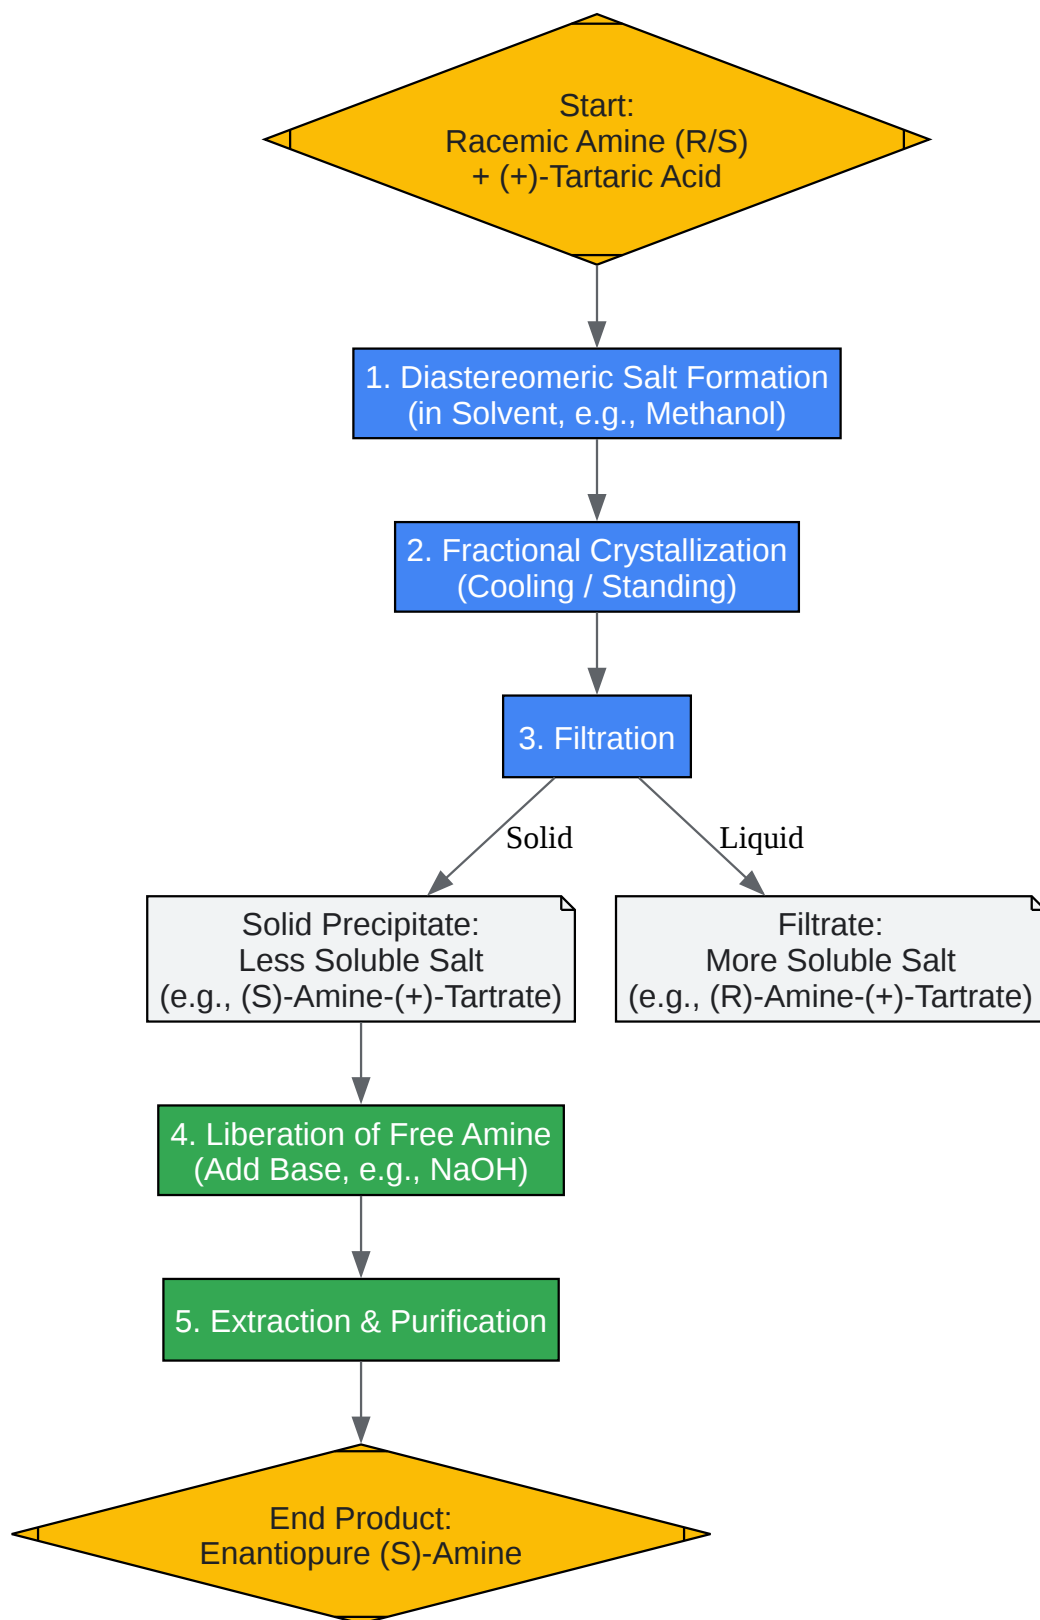 Start:
Racemic Amine (R/S)
+ (+)-Tartaric Acid
1. Diastereomeric Salt Formation
(in Solvent, e.g., Methanol)
2. Fractional Crystallization
(Cooling / Standing)
3. Filtration
Solid
Liquid
Solid Precipitate:
Less Soluble Salt
(e.g., (S)-Amine-(+)-Tartrate)
Filtrate:
More Soluble Salt
(e.g., (R)-Amine-(+)-Tartrate)
4. Liberation of Free Amine
(Add Base, e.g., NaOH)
5. Extraction & Purification
End Product:
Enantiopure (S)-Amine